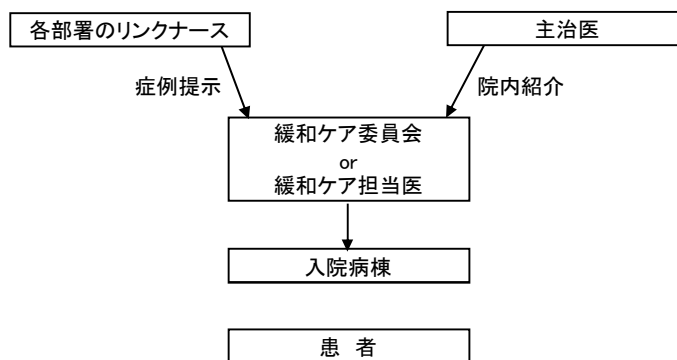 各部署のリンクナース
主治医
症例提示
院内紹介
緩和ケア委員会
or
緩和ケア担当医
入院病棟
患 者